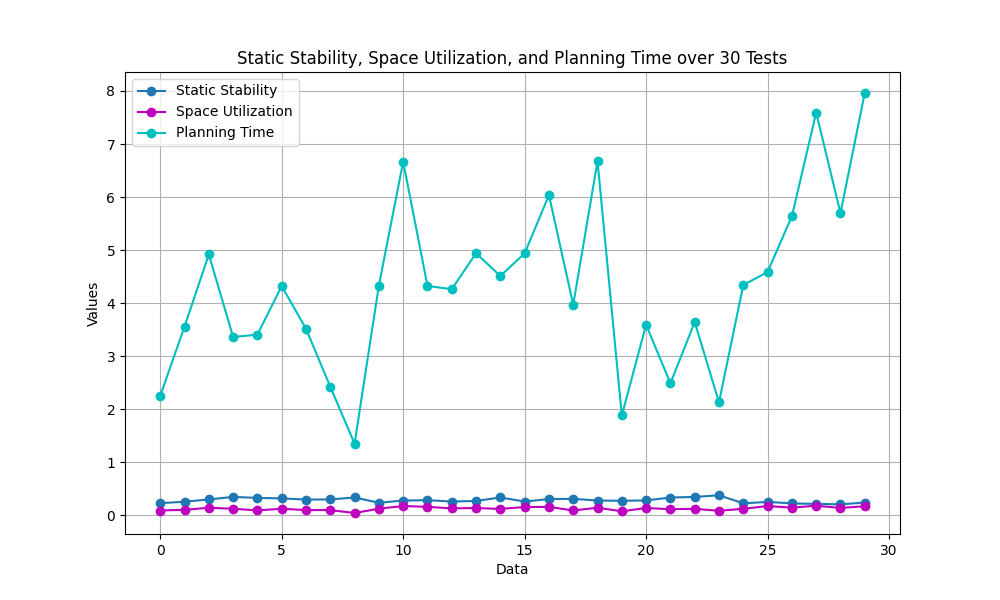 Static Stability, Space Utilization, and Planning Time over 30 Tests
Static Stability
Space Utilization
Planning Time
8
7
6
5
4
3
2
1
0
Values
0 5 10 15 20 25 30
Data